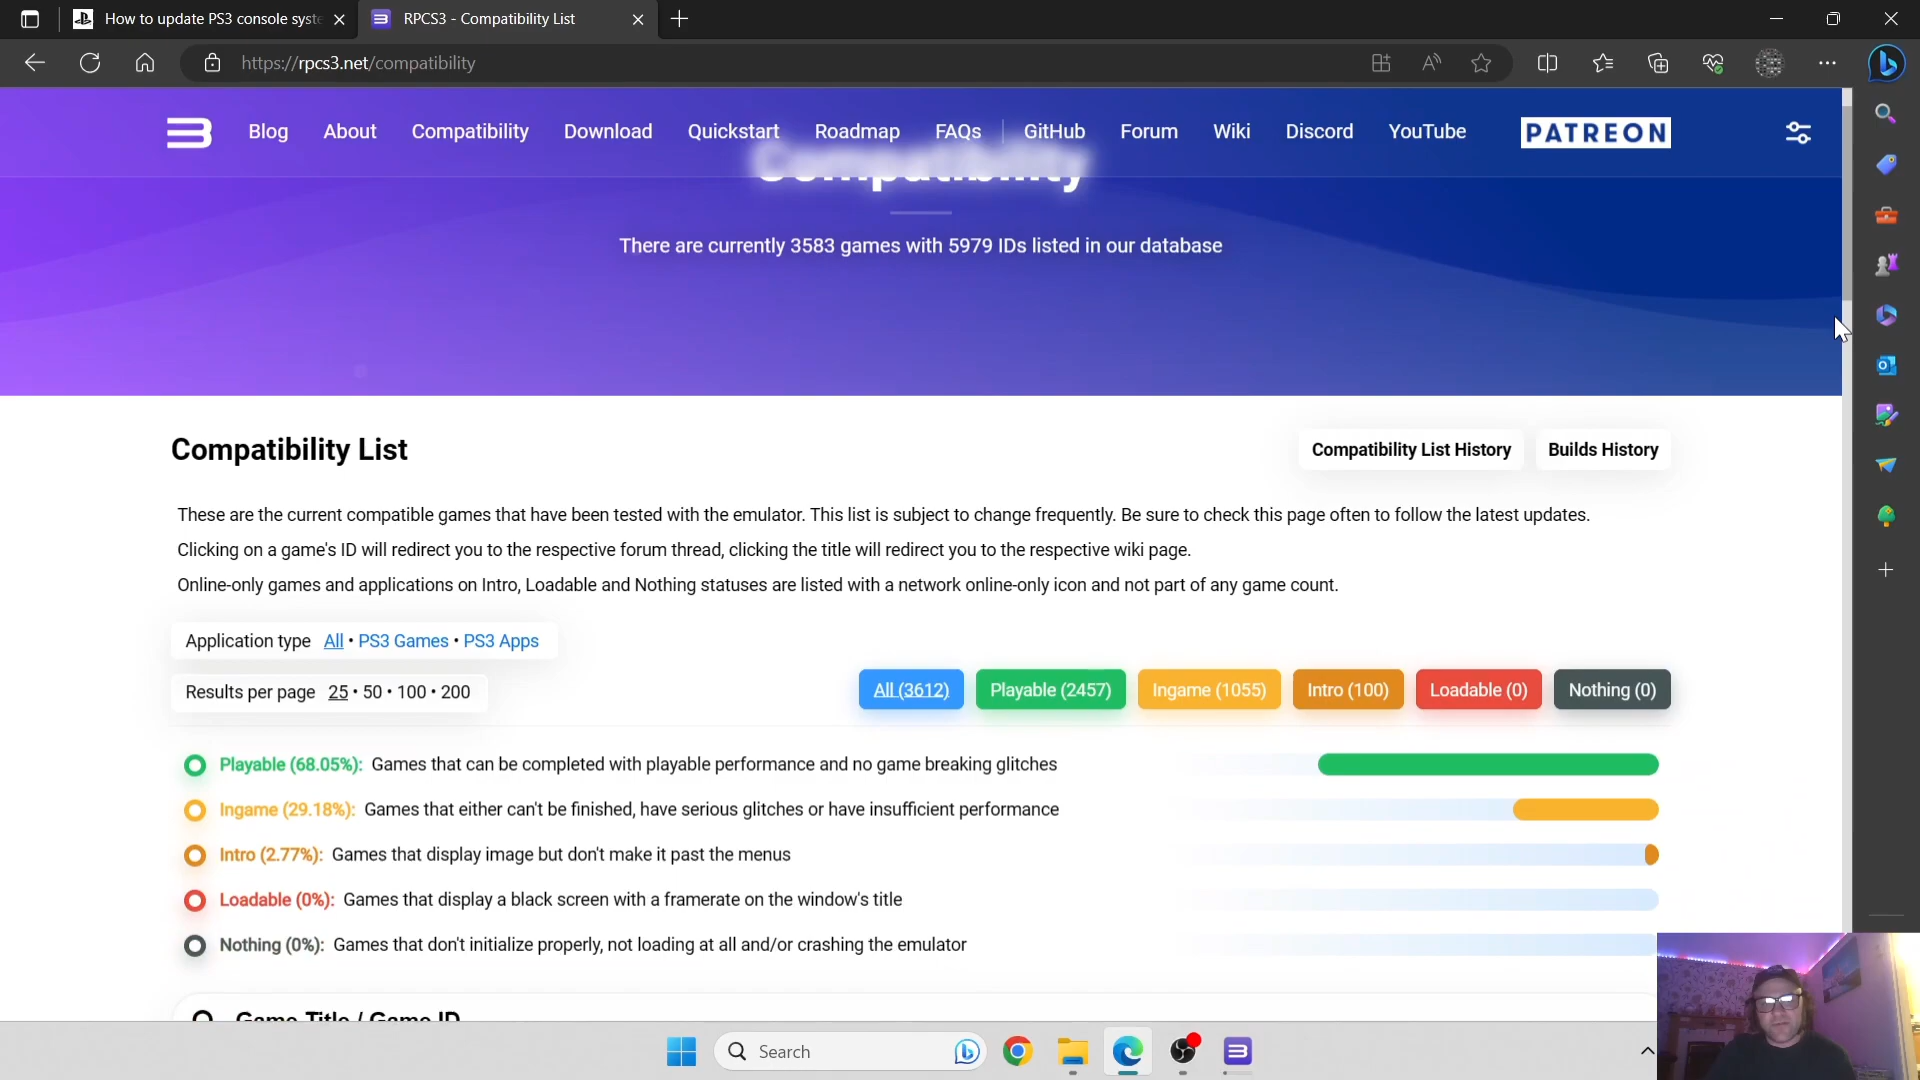 How to update PS3 console syste
RPCS3 - Compatibility List
https://rpcs3.net/compatibility
Blog About Compatibility Download Quickstart Roadmap FAQs GitHub Forum Wiki Discord YouTube PATREON
Compatibility
There are currently 3583 games with 5979 IDs listed in our database
Compatibility List
Compatibility List History
Builds History
These are the current compatible games that have been tested with the emulator. This list is subject to change frequently. Be sure to check this page often to follow the latest updates.
Clicking on a game's ID will redirect you to the respective forum thread, clicking the title will redirect you to the respective wiki page.
Online-only games and applications on Intro, Loadable and Nothing statuses are listed with a network online-only icon and not part of any game count.
Application type All • PS3 Games • PS3 Apps
Results per page 25 • 50 • 100 • 200
All (3612) Playable (2457) Ingame (1055) Intro (100) Loadable (0) Nothing (0)
Playable (68.05%): Games that can be completed with playable performance and no game breaking glitches
Ingame (29.18%): Games that either can't be finished, have serious glitches or have insufficient performance
Intro (2.77%): Games that display image but don't make it past the menus
Loadable (0%): Games that display a black screen with a framerate on the window's title
Nothing (0%): Games that don't initialize properly, not loading at all and/or crashing the emulator
Game Title / Game ID
Search